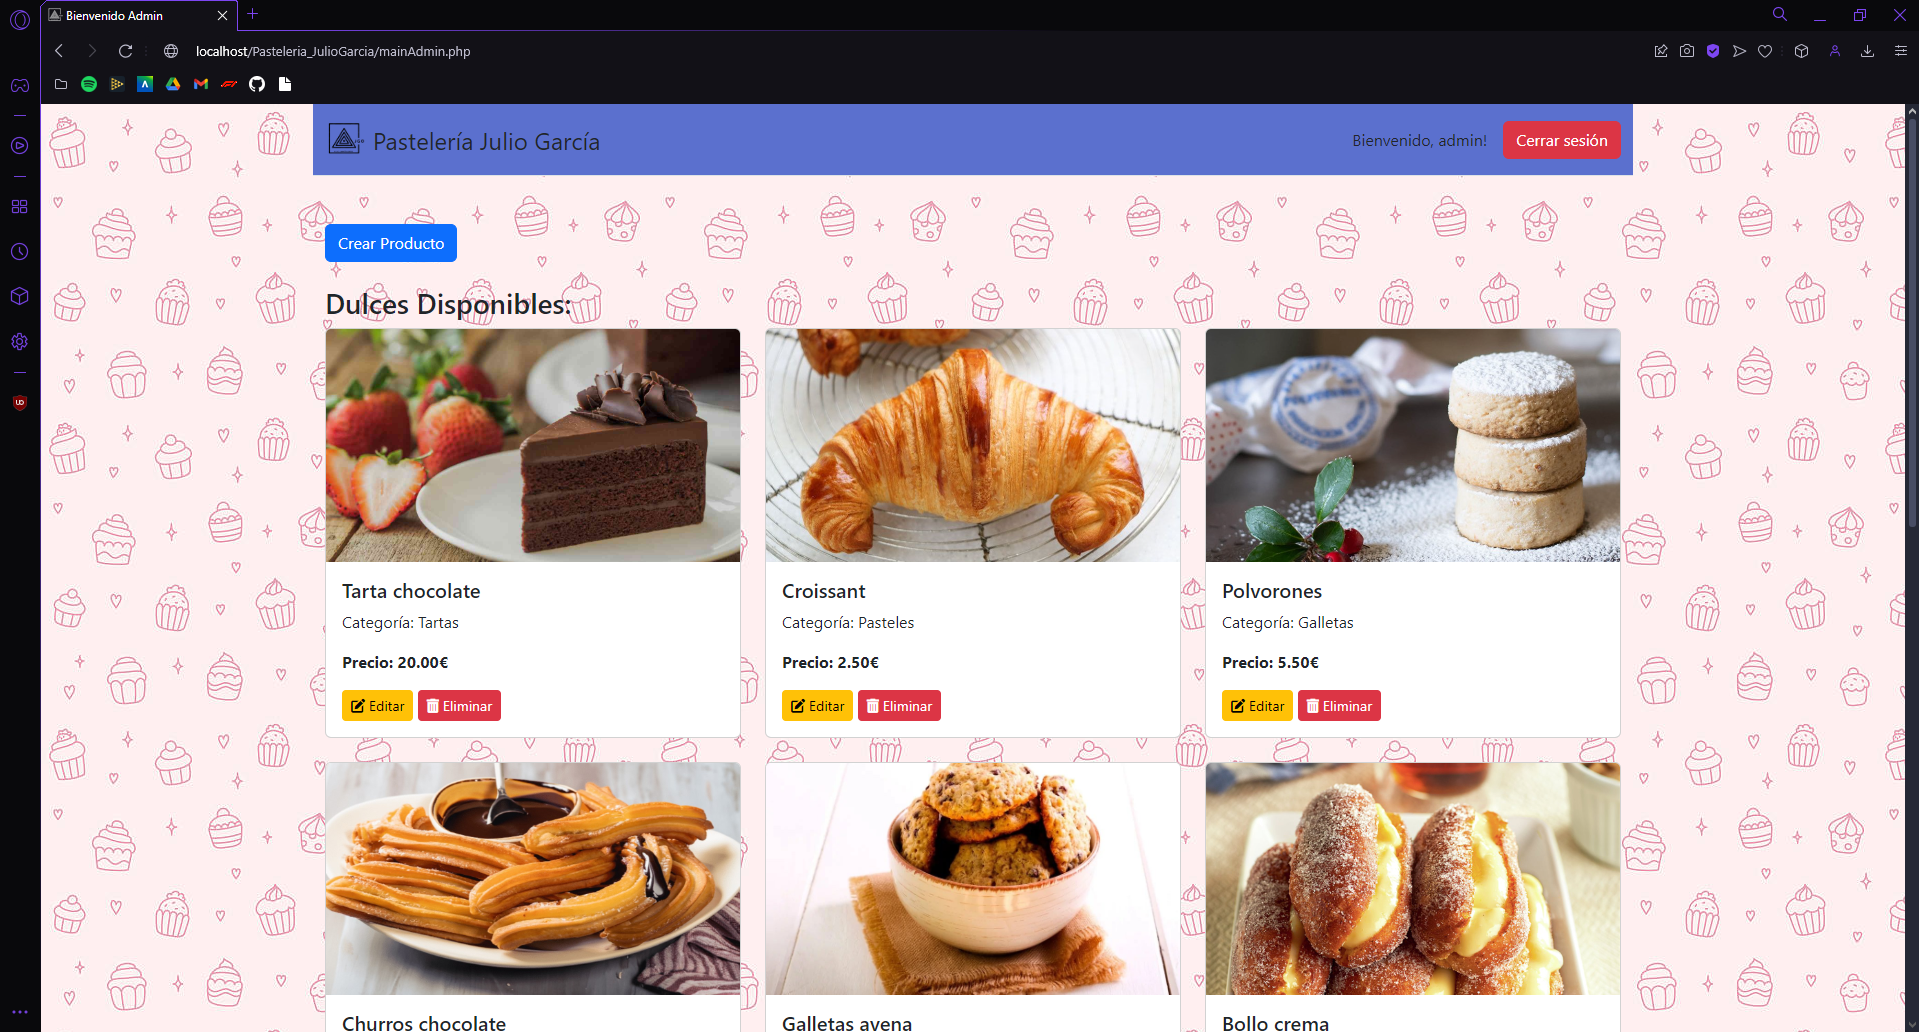 Bienvenido Admin
localhost/Pasteleria_JulioGarcia/mainAdmin.php
Pastelería Julio García
Bienvenido, admin!
Cerrar sesión
Crear Producto
Dulces Disponibles:
Tarta chocolate
Categoría: Tartas
Precio: 20.00€
Editar
Eliminar
Croissant
Categoría: Pasteles
Precio: 2.50€
Editar
Eliminar
Polvorones
Categoría: Galletas
Precio: 5.50€
Editar
Eliminar
Churros chocolate
Galletas avena
Bollo crema